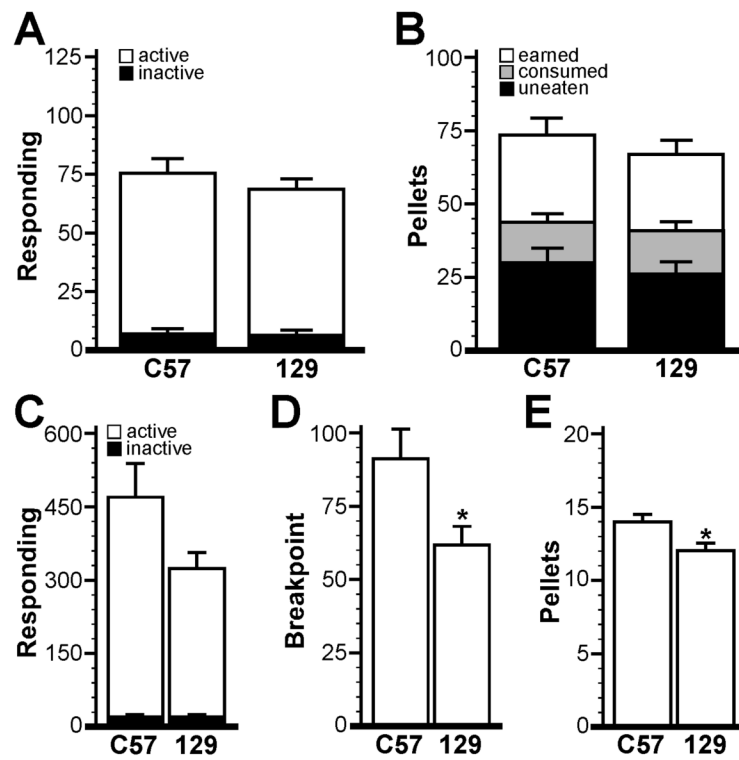 A
active
inactive
Responding
125
100
75
50
25
0
C57 129
B
earned
consumed
uneaten
Pellets
100
75
50
25
0
C57 129
C
active
inactive
Responding
600
450
300
150
0
C57 129
D
Breakpoint
100
75
50
25
0
*
C57 129
E
Pellets
20
15
10
5
0
*
C57 129